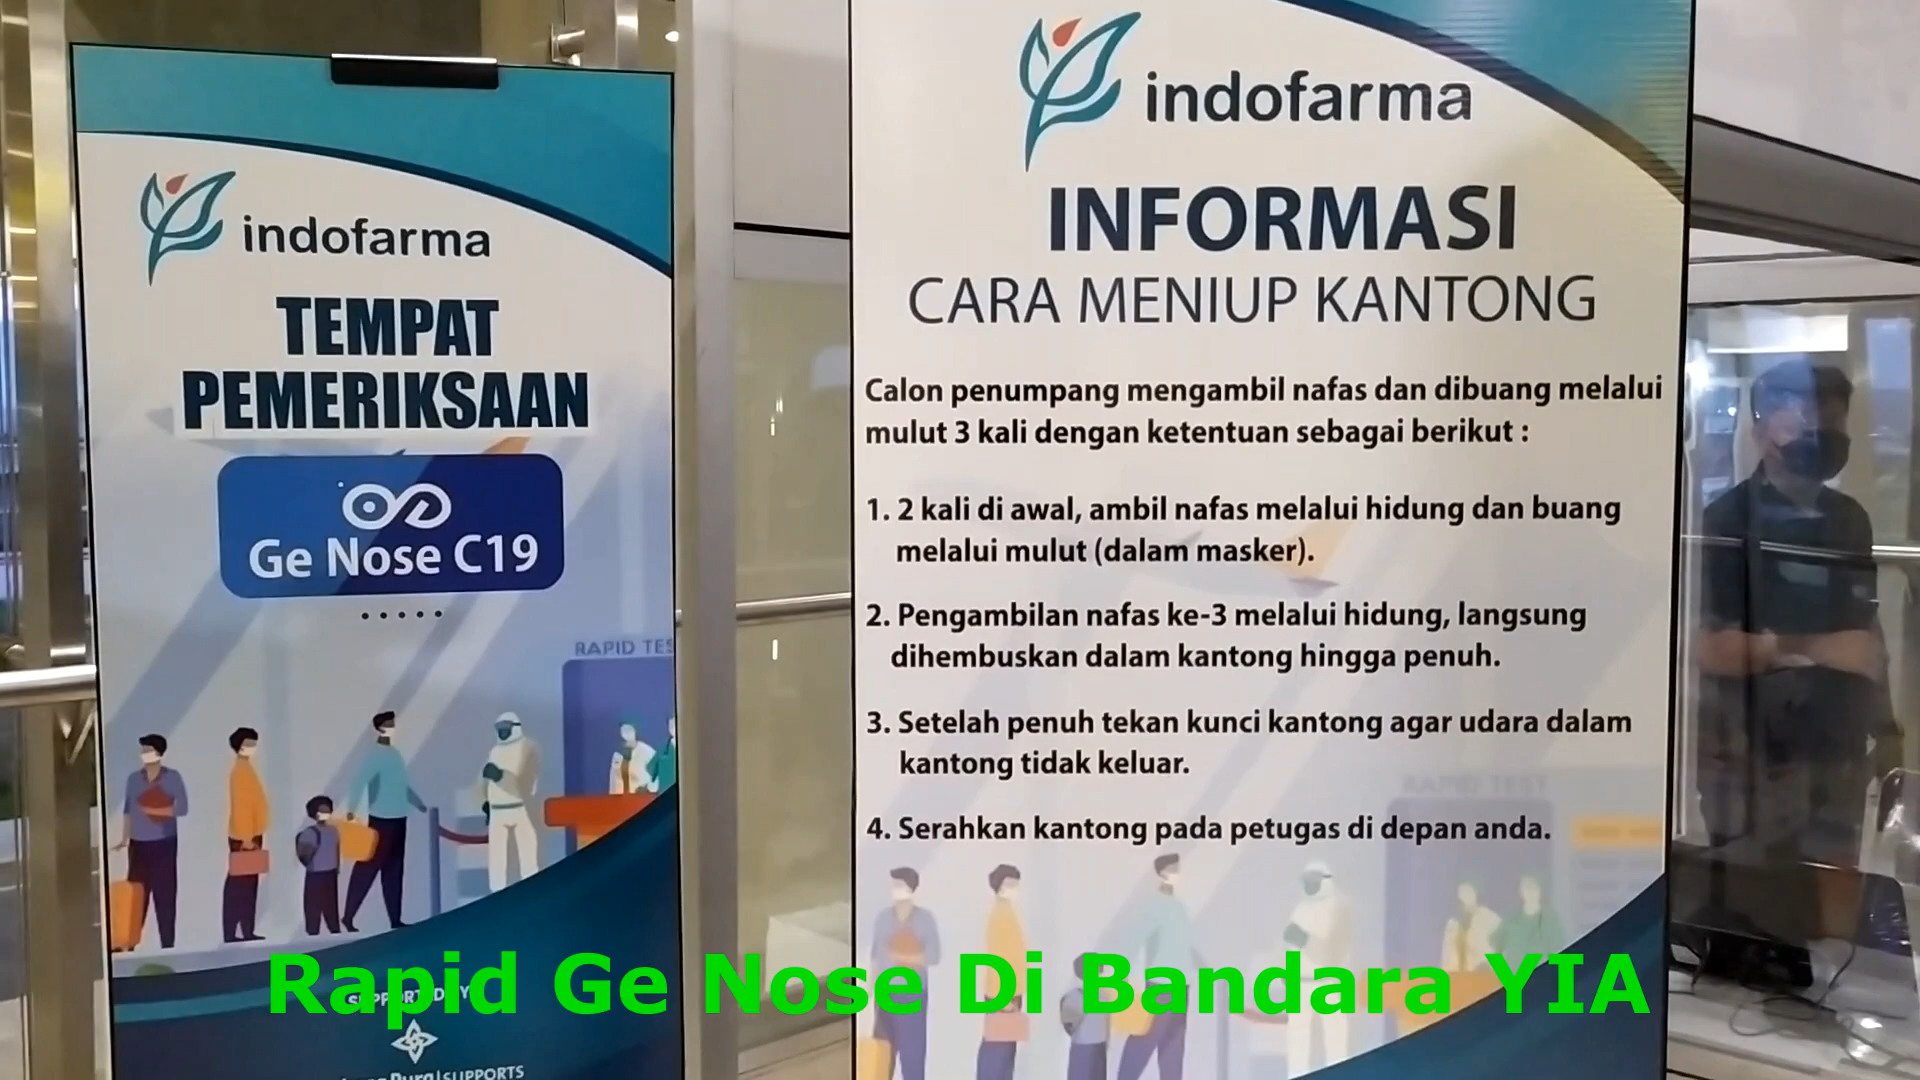 indofarma
TEMPAT
PEMERIKSAAN
Ge Nose C19
RAPID TES
SUPPORTED
SUPPORTS
indofarma
INFORMASI
CARA MENIUP KANTONG
Calon penumpang mengambil nafas dan dibuang melalui
mulut 3 kali dengan ketentuan sebagai berikut :
1. 2 kali di awal, ambil nafas melalui hidung dan buang
melalui mulut (dalam masker).
2. Pengambilan nafas ke-3 melalui hidung, langsung
dihembuskan dalam kantong hingga penuh.
3. Setelah penuh tekan kunci kantong agar udara dalam
kantong tidak keluar.
4. Serahkan kantong pada petugas di depan anda.
RAPID TEST
Rapid Ge Nose Di Bandara YIA